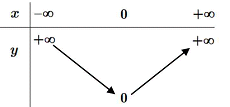 x −∞ 0 +∞
y +∞ +∞
0